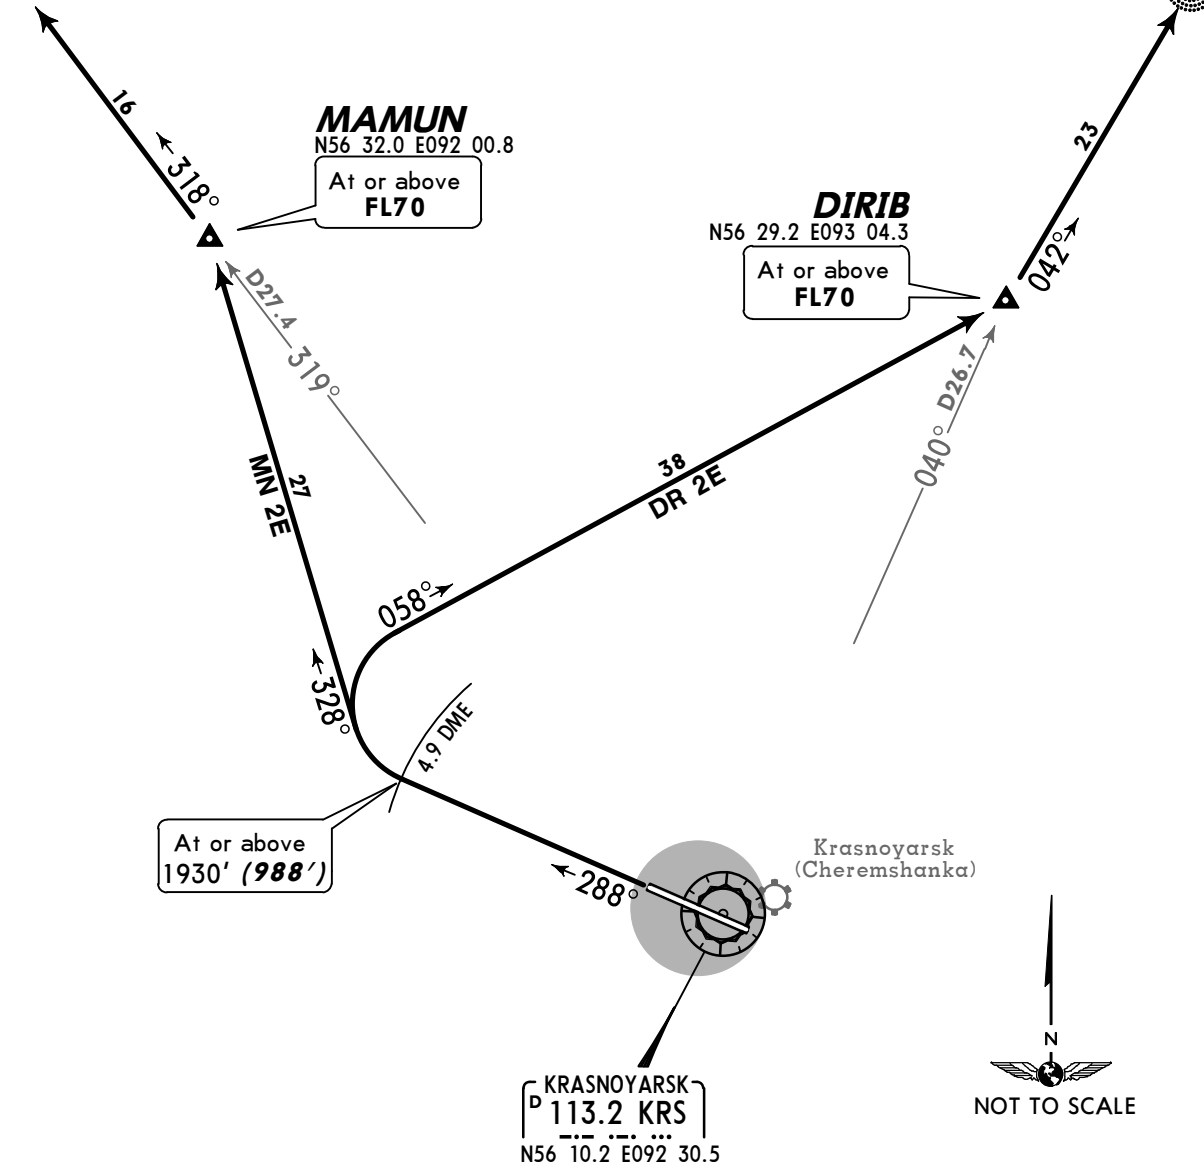 16
318°
MAMUN
N56 32.0 E092 00.8
At or above
FL70
DIRIB
N56 29.2 E093 04.3
At or above
FL70
23
042°
D27.4
319°
D26.7
040°
MN 2E
27
38
DR 2E
058°
328°
4.9 DME
At or above
1930' (988')
288°
Krasnoyarsk
(Cheremshanka)
KRASNOYARSK
D 113.2 KRS
N56 10.2 E092 30.5
N
NOT TO SCALE